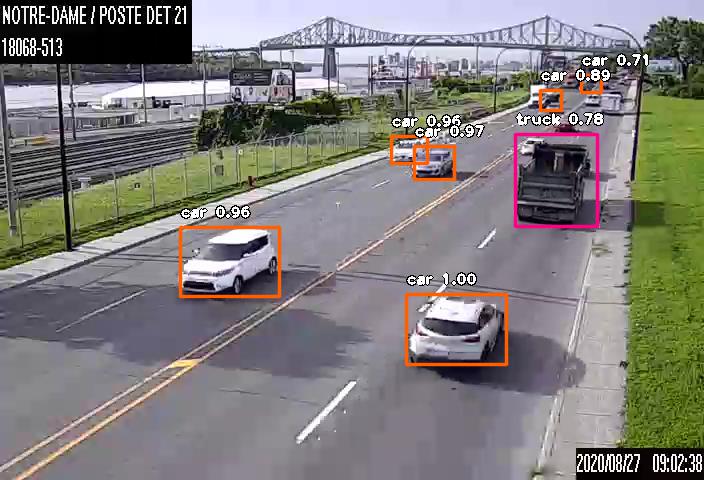 NOTRE-DAME / POSTE DET 21
18068-513
car 0.71
car 0.89
truck 0.78
car 0.96
car 0.97
car 0.96
car 1.00
2020/08/27 09:02:38